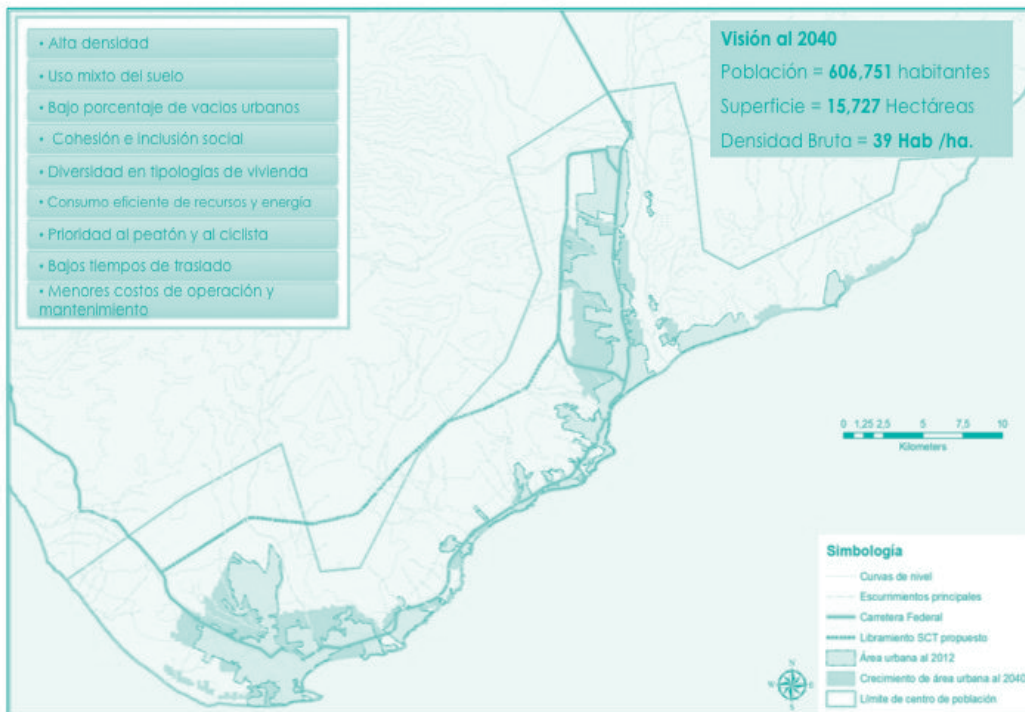 • Alta densidad
• Uso mixto del suelo
• Bajo porcentaje de vacios urbanos
• Cohesión e inclusión social
• Diversidad en tipologías de vivienda
• Consumo eficiente de recursos y energía
• Prioridad al peatón y al ciclista
• Bajos tiempos de traslado
• Menores costos de operación y
mantenimiento
Visión al 2040
Población = 606,751 habitantes
Superficie = 15,727 Hectáreas
Densidad Bruta = 39 Hab /ha.
0 1,25 2,5 5 7,5 10
Kilometers
Simbología
Curvas de nivel
Escurrimientos principales
Carretera Federal
Libramiento SCT propuesto
Área urbana al 2012
Crecimiento de área urbana al 2040
Límite de centro de población
N
W E
S